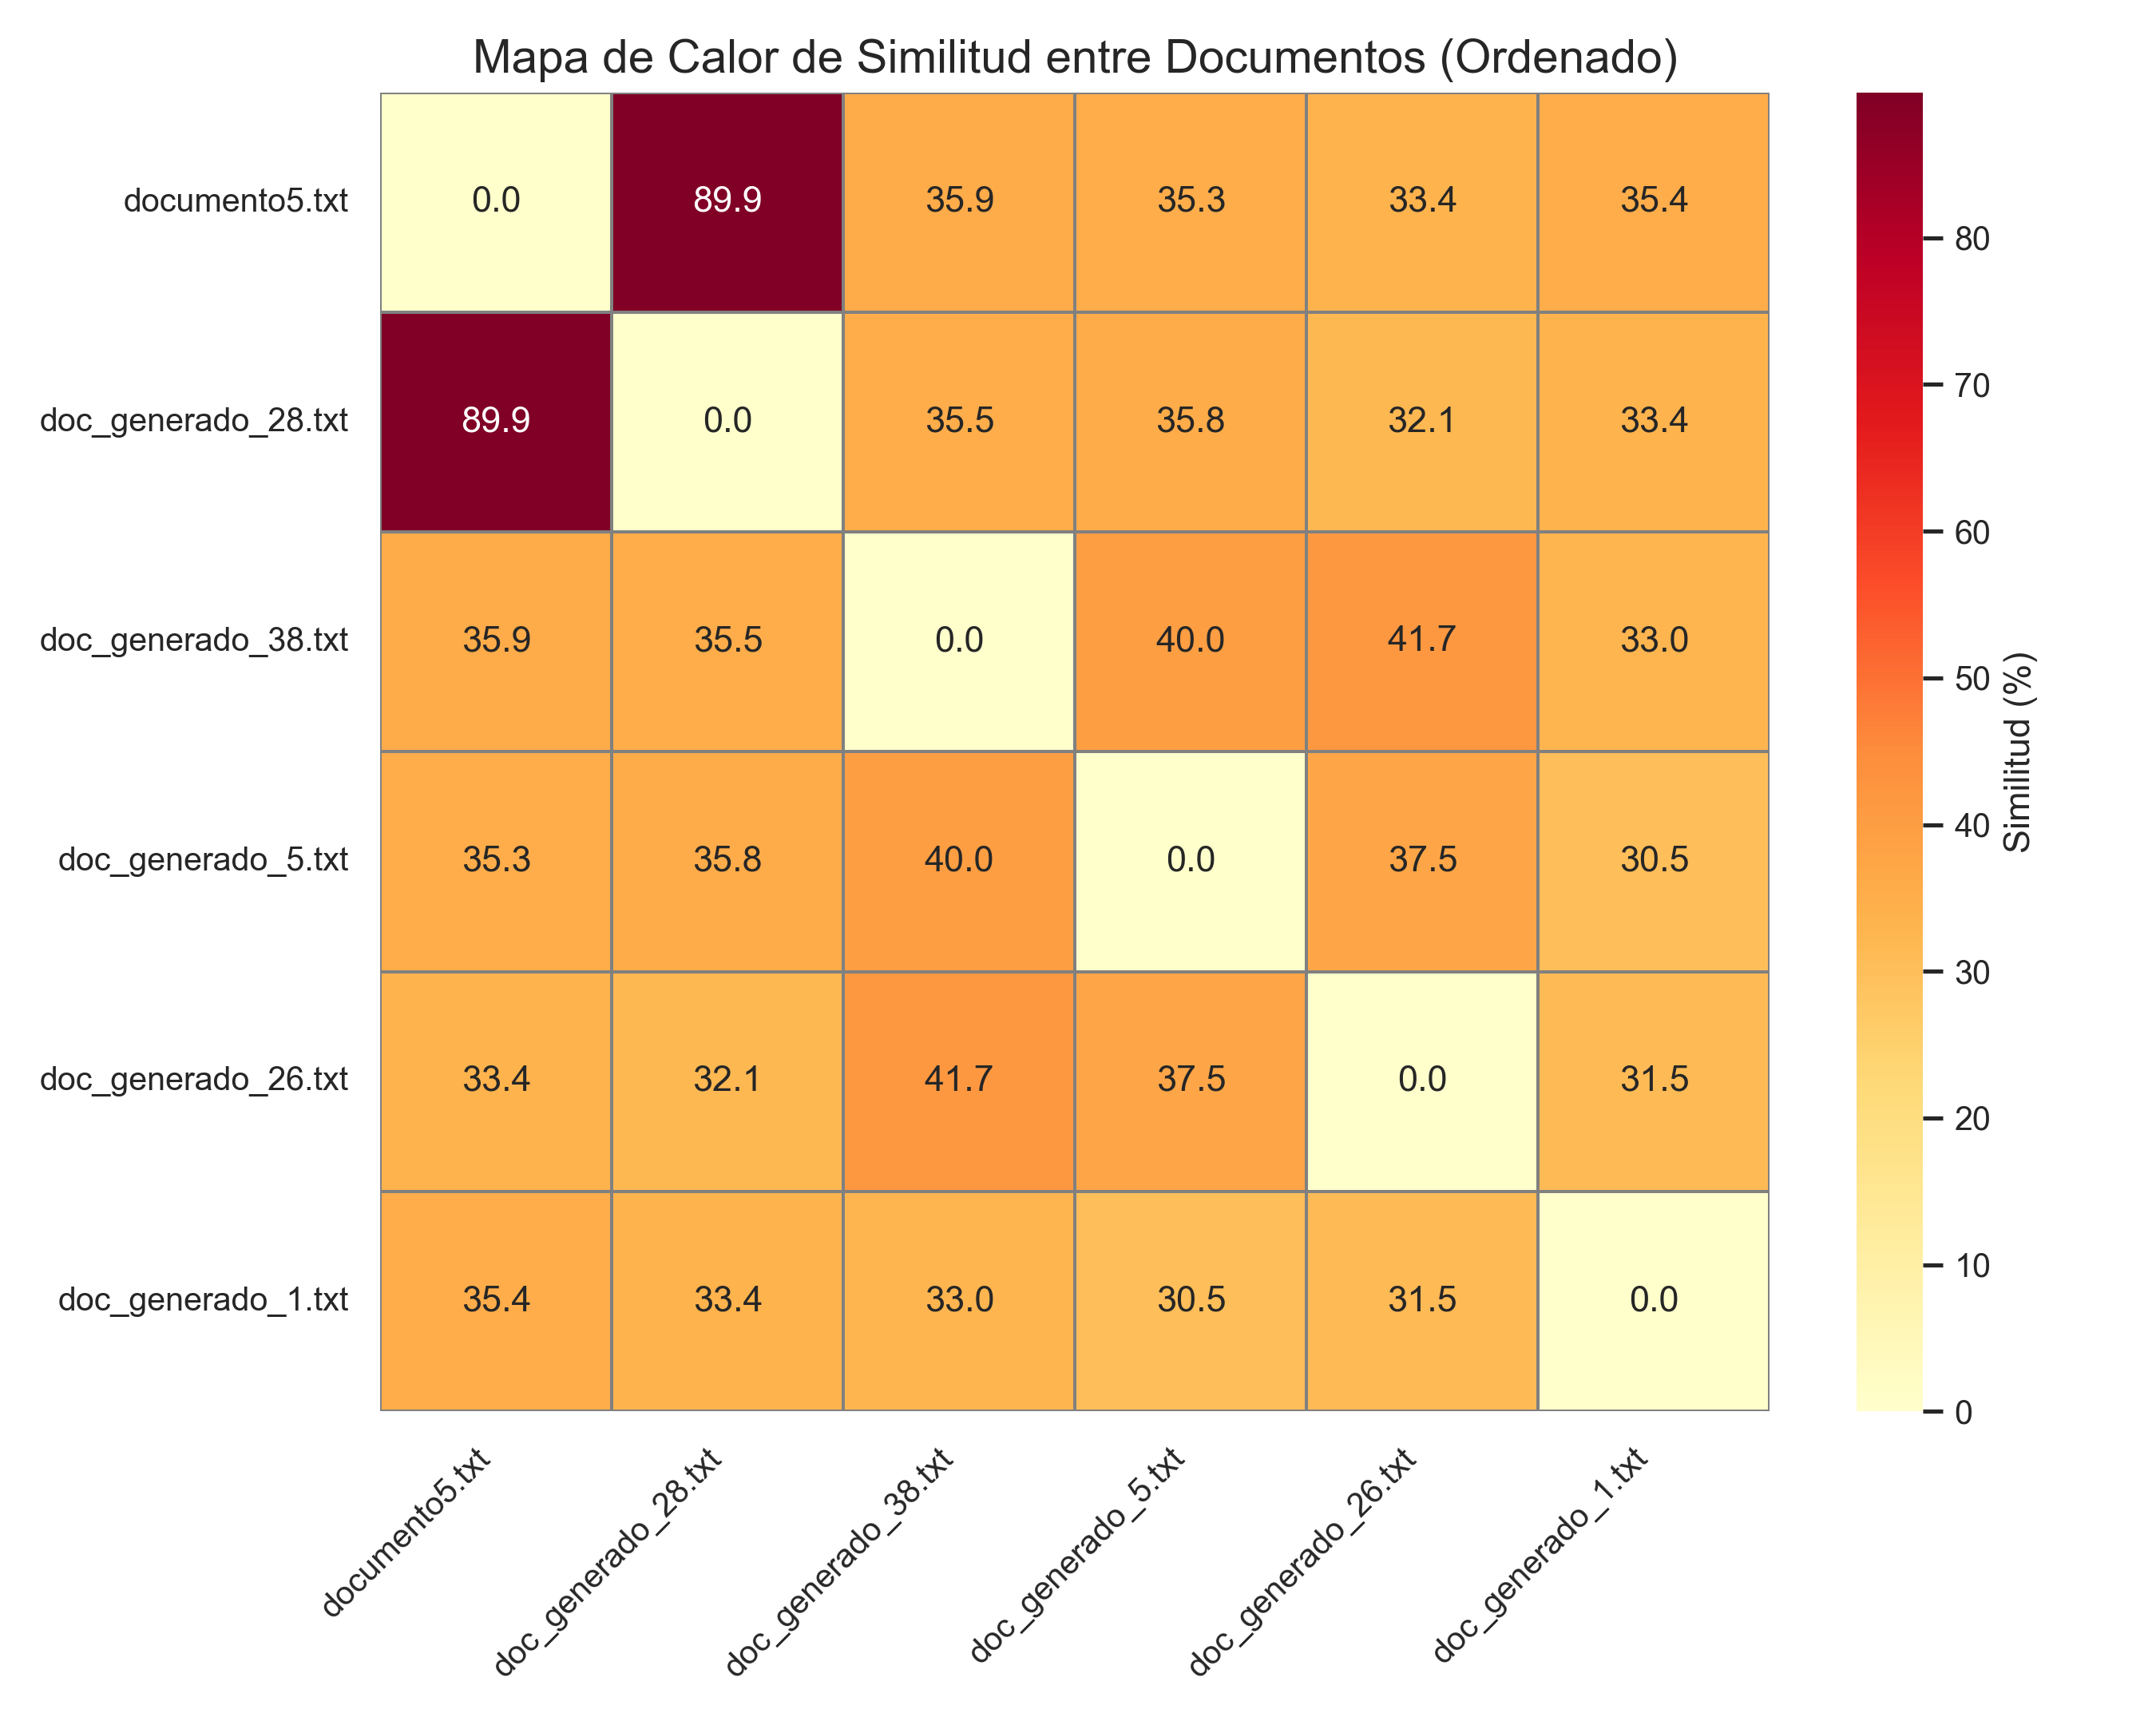 Mapa de Calor de Similitud entre Documentos (Ordenado)
documento5.txt 0.0 89.9 35.9 35.3 33.4 35.4
doc_generado_28.txt 89.9 0.0 35.5 35.8 32.1 33.4
doc_generado_38.txt 35.9 35.5 0.0 40.0 41.7 33.0
doc_generado_5.txt 35.3 35.8 40.0 0.0 37.5 30.5
doc_generado_26.txt 33.4 32.1 41.7 37.5 0.0 31.5
doc_generado_1.txt 35.4 33.4 33.0 30.5 31.5 0.0
documento5.txt
doc_generado_28.txt
doc_generado_38.txt
doc_generado_5.txt
doc_generado_26.txt
doc_generado_1.txt
80
70
60
50
40
30
20
10
0
Similitud (%)